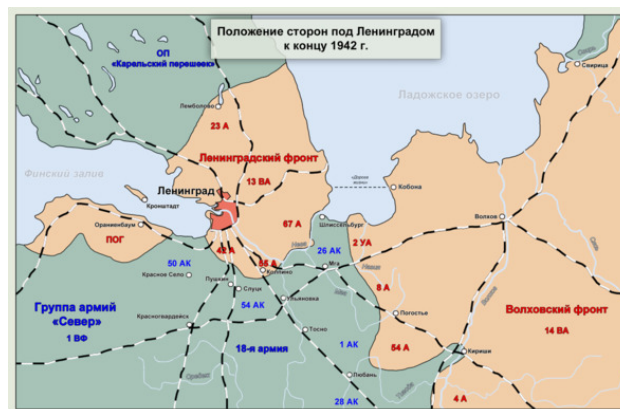 Положение сторон под Ленинградом
к концу 1942 г.
ОП
«Карельский перешеек»
Свирица
Ладожское озеро
Лемболово
23 А
Ленинградский фронт
Финский залив
13 ВА
Ленинград
Кобона
Кронштадт
Ораниенбаум
67 А
Шлиссельбург
Волхов
ПОГ
42 А
Нева
2 УА
50 АК
55 А
26 АК
Колпино
Мга
Красное Село
Пушкин
Слуцк
8 А
Группа армий
«Север»
1 ВФ
54 АК
Ульяновка
Волховский фронт
14 ВА
Красногвардейск
Тосно
Погостье
18-я армия
1 АК
54 А
Кириши
Любань
28 АК
4 А